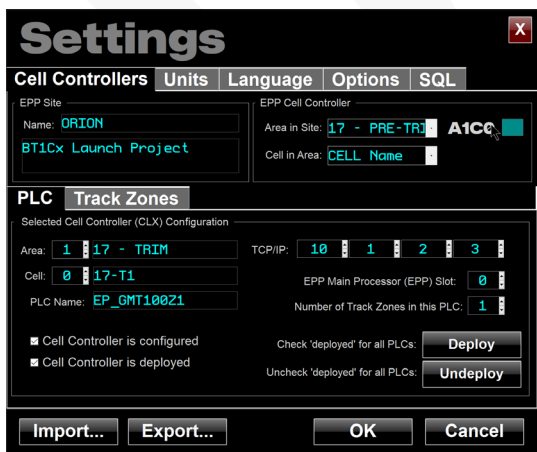 Settings
X
Cell Controllers Units Language Options SQL
EPP Site
Name: ORION
BT1Cx Launch Project
EPP Cell Controller
Area in Site: 17 - PRE-TRI
A1C0
Cell in Area: CELL Name
PLC Track Zones
Selected Cell Controller (CLX) Configuration
Area: 1 17 - TRIM
TCP/IP: 10 1 2 3
Cell: 0 17-T1
EPP Main Processor (EPP) Slot: 0
PLC Name: EP_GMT100Z1
Number of Track Zones in this PLC: 1
Cell Controller is configured
Check 'deployed' for all PLCs: Deploy
Cell Controller is deployed
Uncheck 'deployed' for all PLCs: Undeploy
Import... Export... OK Cancel